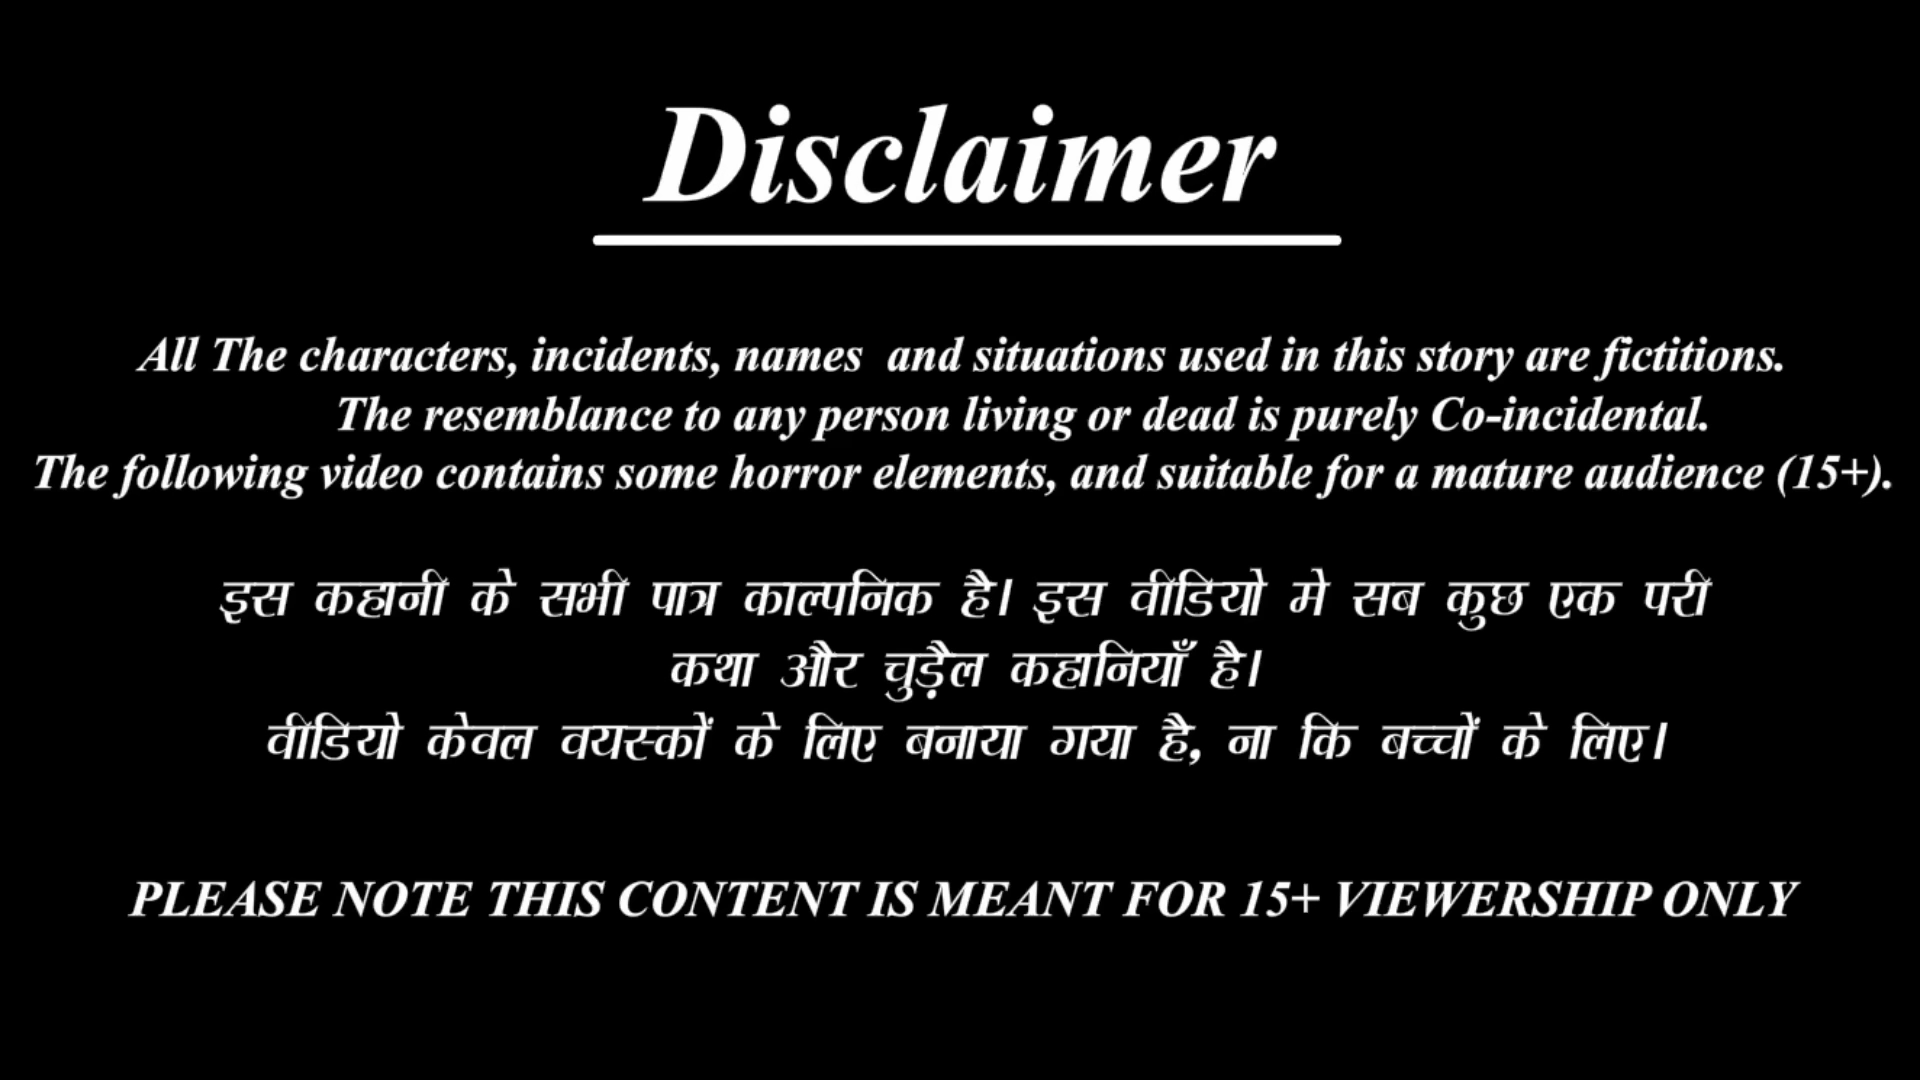 Disclaimer
All The characters, incidents, names and situations used in this story are fictitions.
The resemblance to any person living or dead is purely Co-incidental.
The following video contains some horror elements, and suitable for a mature audience (15+).
इस कहानी के सभी पात्र काल्पनिक है। इस वीडियो मे सब कुछ एक परी
कथा और चुड़ैल कहानियाँ है।
वीडियो केवल वयस्कों के लिए बनाया गया है, ना कि बच्चों के लिए।
PLEASE NOTE THIS CONTENT IS MEANT FOR 15+ VIEWERSHIP ONLY